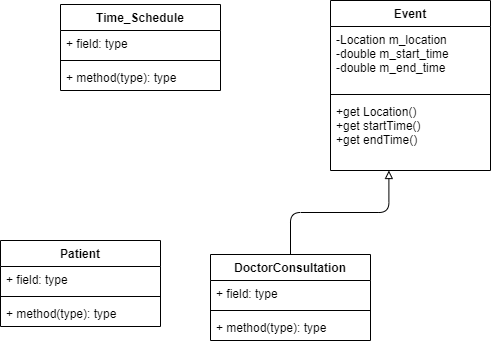 Time_Schedule
+ field: type
+ method(type): type
Event
-Location m_location
-double m_start_time
-double m_end_time
+get Location()
+get startTime()
+get endTime()
Patient
+ field: type
+ method(type): type
DoctorConsultation
+ field: type
+ method(type): type